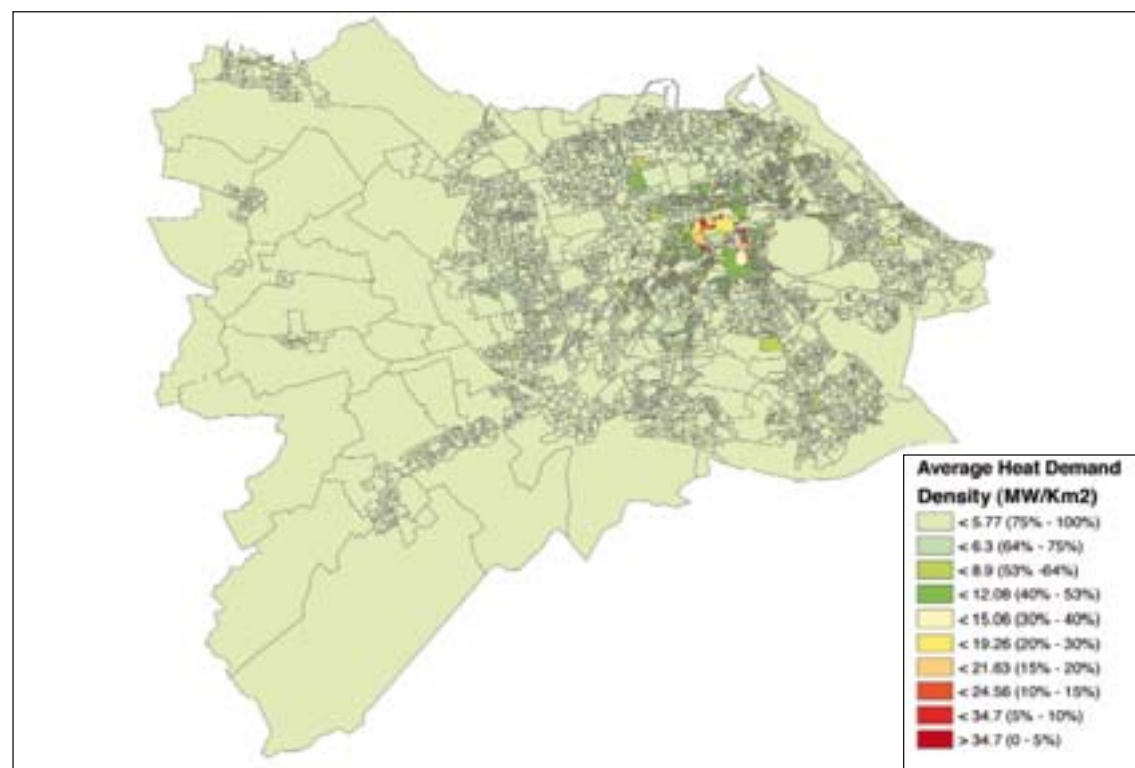 Average Heat Demand
Density (MW/Km2)
< 5.77 (75% - 100%)
< 6.3 (64% - 75%)
< 8.9 (53% -64%)
< 12.08 (40% - 53%)
< 15.06 (30% - 40%)
< 19.26 (20% - 30%)
< 21.63 (15% - 20%)
< 24.56 (10% - 15%)
< 34.7 (5% - 10%)
> 34.7 (0 - 5%)